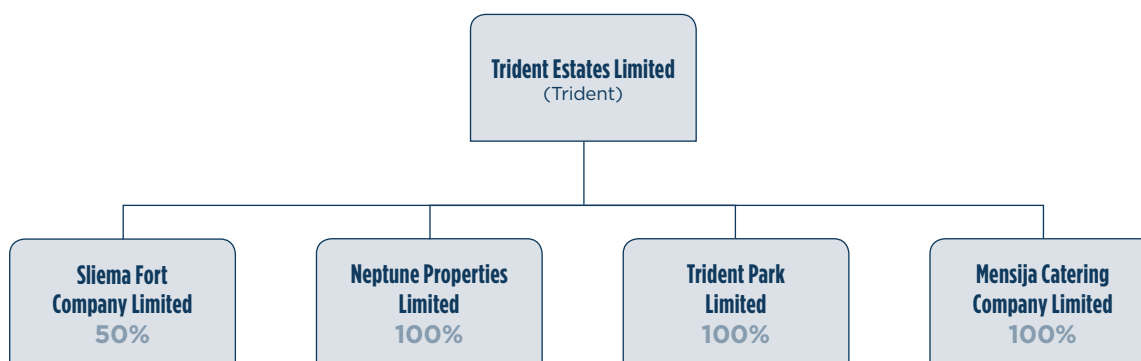 Trident Estates Limited
(Trident)
Sliema Fort
Company Limited
50%
Neptune Properties
Limited
100%
Trident Park
Limited
100%
Mensija Catering
Company Limited
100%